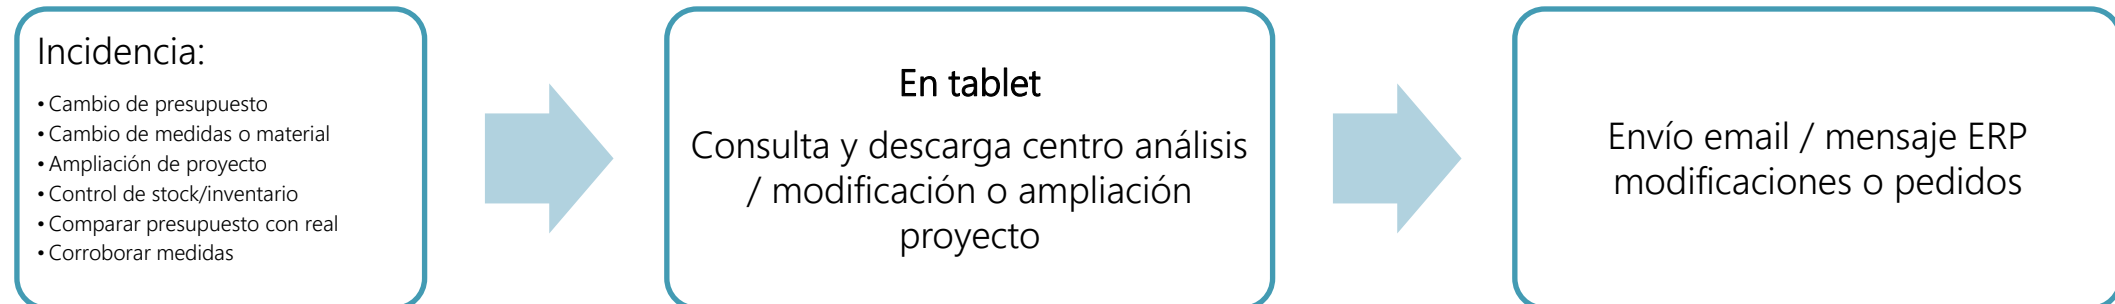 Incidencia:
• Cambio de presupuesto
• Cambio de medidas o material
• Ampliación de proyecto
• Control de stock/inventario
• Comparar presupuesto con real
• Corroborar medidas
En tablet
Consulta y descarga centro análisis
/ modificación o ampliación
proyecto
Envío email / mensaje ERP
modificaciones o pedidos